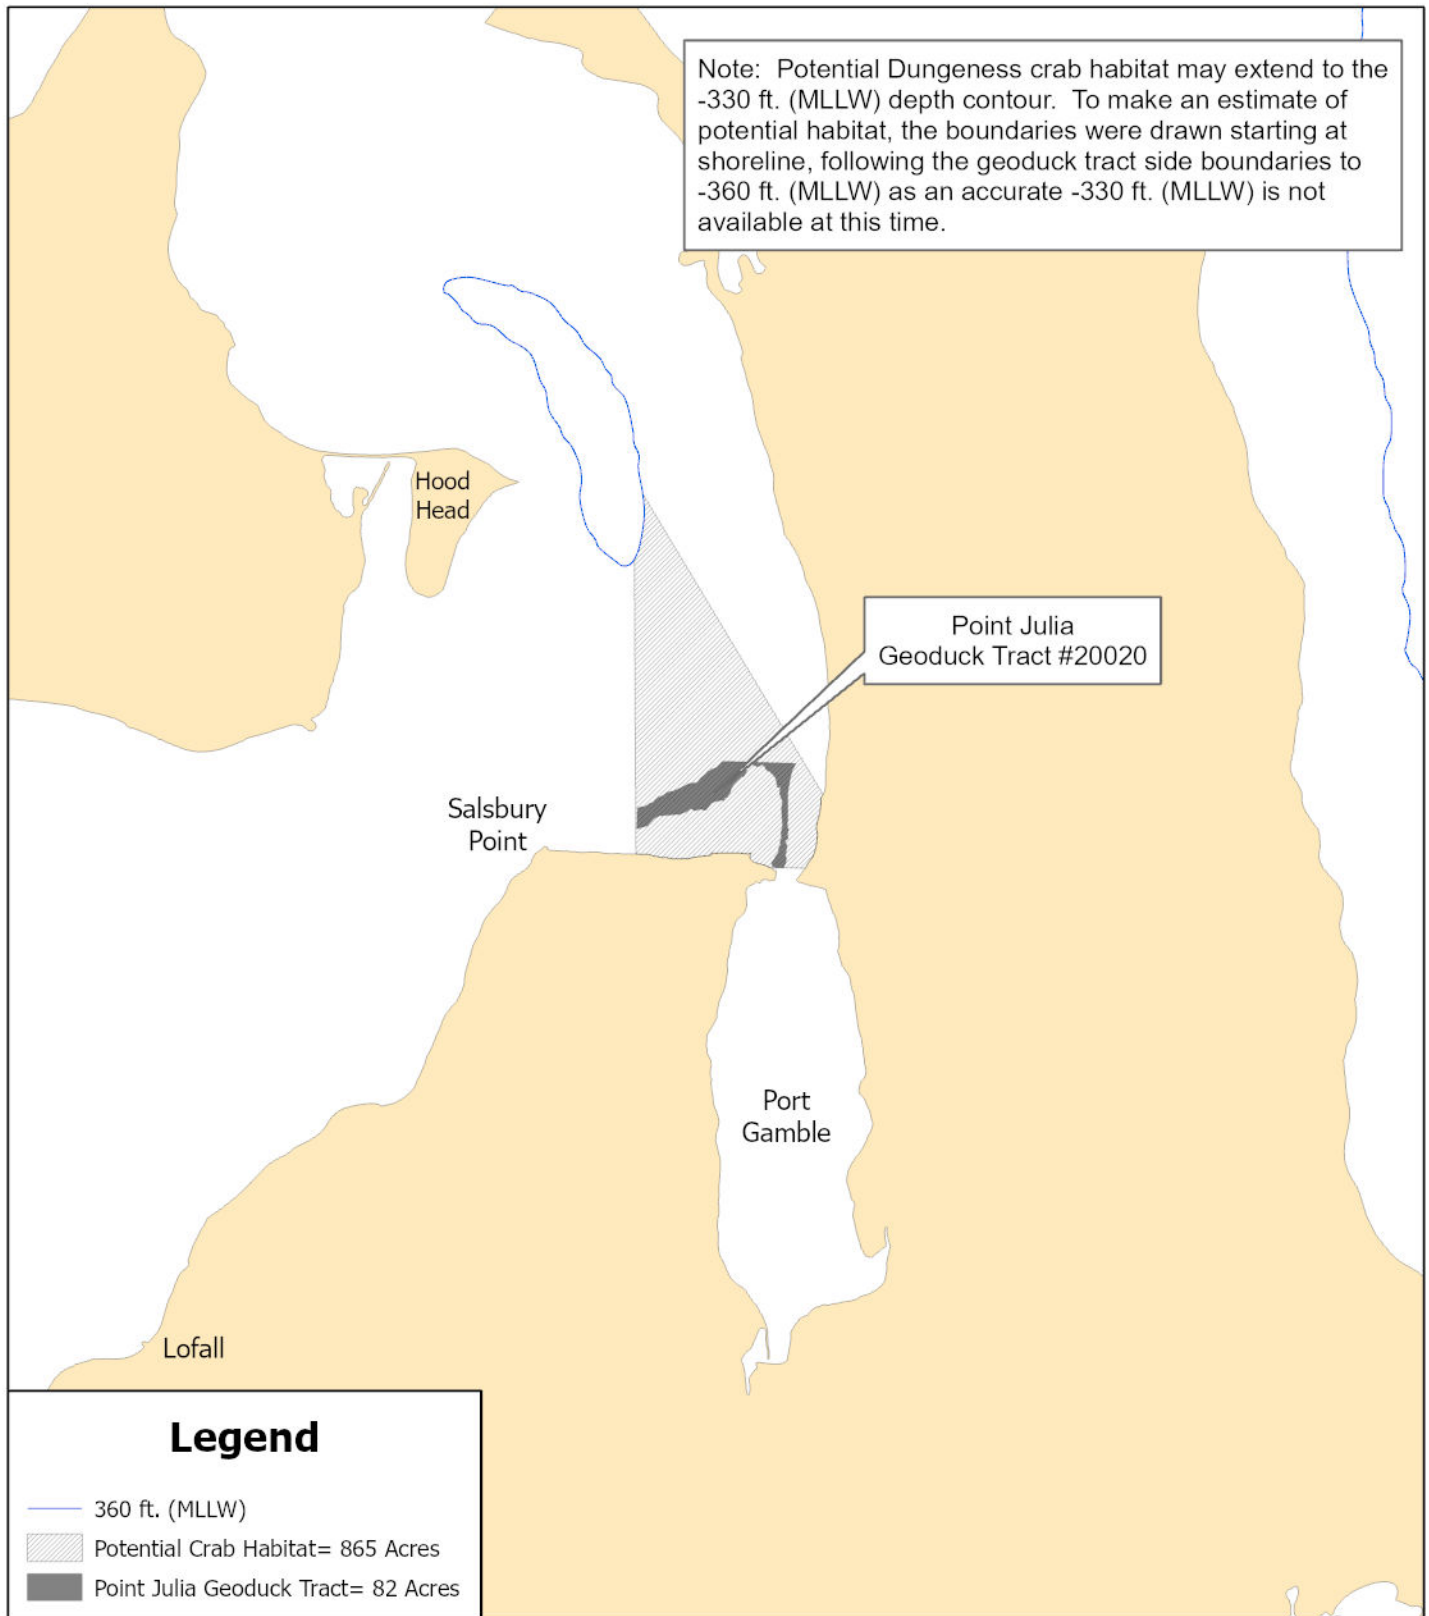 Note:  Potential Dungeness crab habitat may extend to the
-330 ft. (MLLW) depth contour.  To make an estimate of
potential habitat, the boundaries were drawn starting at
shoreline, following the geoduck tract side boundaries to
-360 ft. (MLLW) as an accurate -330 ft. (MLLW) is not
available at this time.
Hood
Head
Point Julia
Geoduck Tract #20020
Salsbury
Point
Port
Gamble
Lofall
Legend
360 ft. (MLLW)
Potential Crab Habitat= 865 Acres
Point Julia Geoduck Tract= 82 Acres